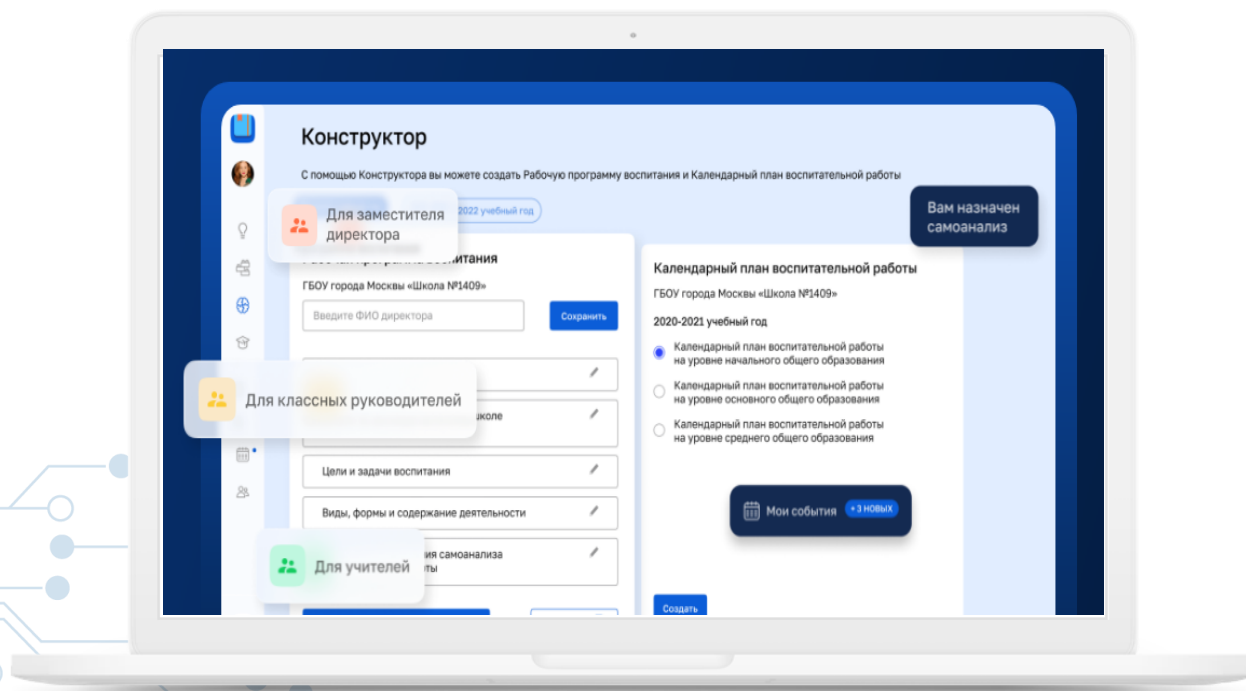 Конструктор
С помощью Конструктора вы можете создать Рабочую программу воспитания и Календарный план воспитательной работы
Для заместителя
директора
2022 учебный год
Вам назначен
самоанализ
ГБОУ города Москвы «Школа №1409»
Введите ФИО директора
Сохранить
Для классных руководителей
школе
Цели и задачи воспитания
Виды, формы и содержание деятельности
самоанализа
Для учителей
Календарный план воспитательной работы
ГБОУ города Москвы «Школа №1409»
2020-2021 учебный год
Календарный план воспитательной работы
на уровне начального общего образования
Календарный план воспитательной работы
на уровне основного общего образования
Календарный план воспитательной работы
на уровне среднего общего образования
Мои события
+ 3 НОВЫХ
Создать